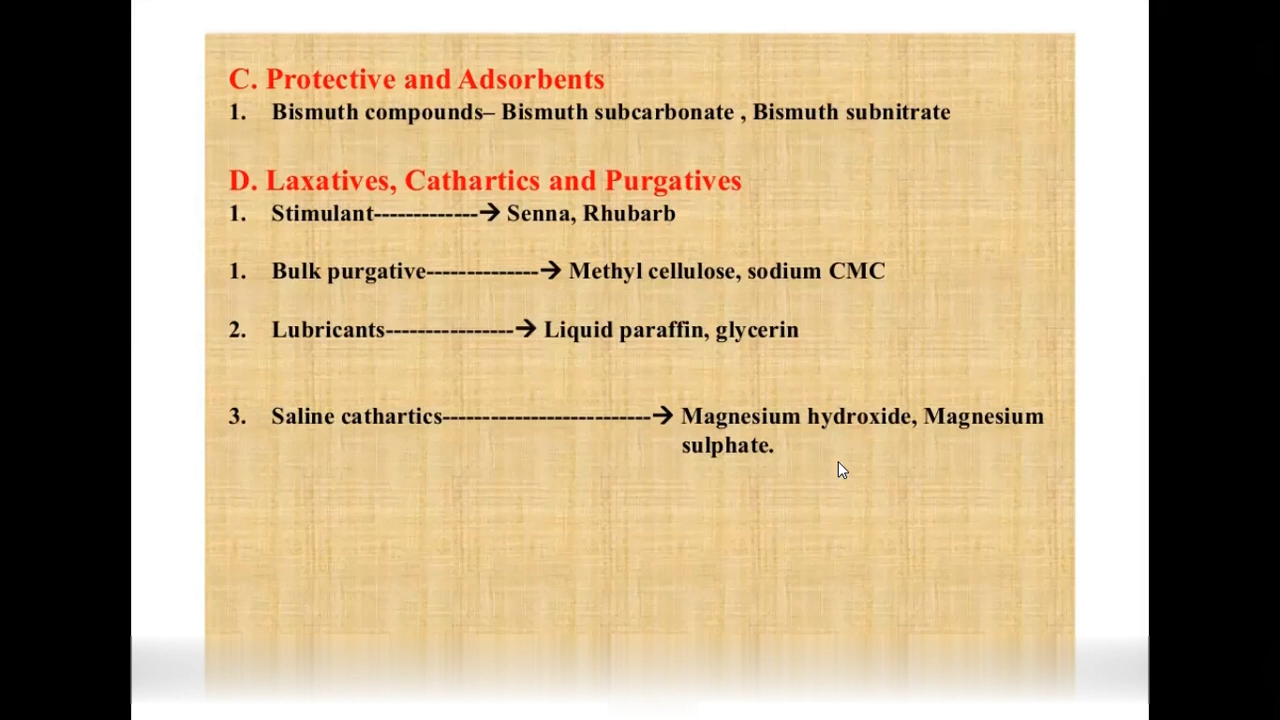 C. Protective and Adsorbents
1. Bismuth compounds– Bismuth subcarbonate , Bismuth subnitrate
D. Laxatives, Cathartics and Purgatives
1. Stimulant-------------→ Senna, Rhubarb
1. Bulk purgative--------------→ Methyl cellulose, sodium CMC
2. Lubricants----------------→ Liquid paraffin, glycerin
3. Saline cathartics--------------------------→ Magnesium hydroxide, Magnesium
sulphate.